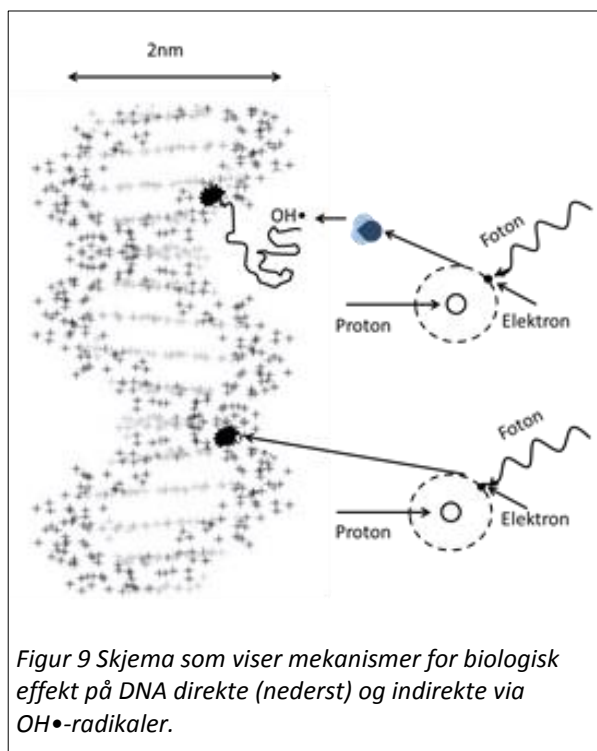 2nm
OH•
Foton
Proton
Elektron
Foton
Proton
Elektron
Figur 9 Skjema som viser mekanismer for biologisk
effekt på DNA direkte (nederst) og indirekte via
OH●-radikaler.